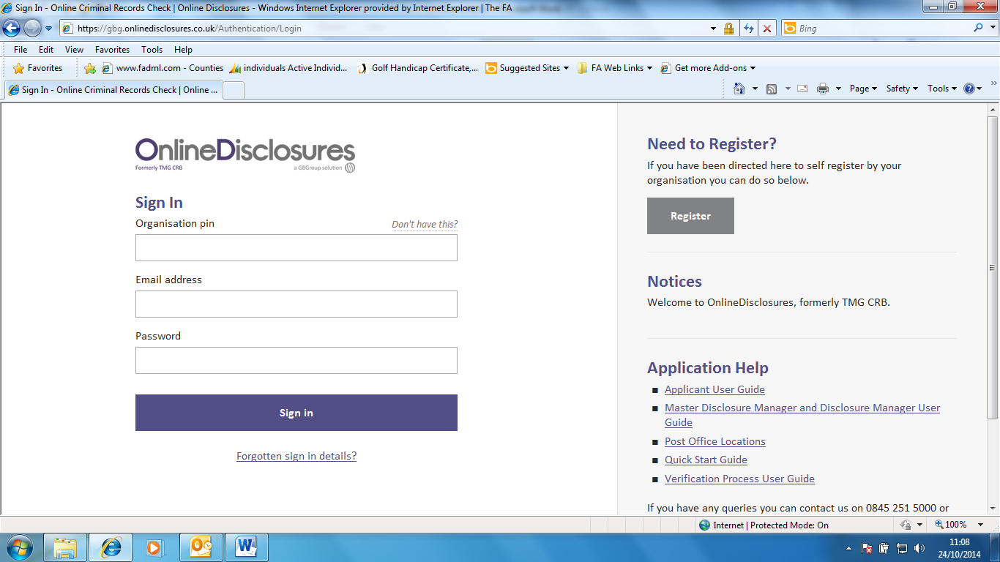 Sign In - Online Criminal Records Check | Online Disclosures - Windows Internet Explorer provided by Internet Explorer | The FA
https://gbg.onlinedisclosures.co.uk/Authentication/Login
Bing
File Edit View Favorites Tools Help
Favorites www.fadml.com - Counties individuals Active Individ... Golf Handicap Certificate,... Suggested Sites FA Web Links Get more Add-ons
Sign In - Online Criminal Records Check | Online ...
Page Safety Tools
OnlineDisclosures
Formerly TMG CRB a GBGroup solution
Sign In
Organisation pin Don't have this?
Email address
Password
Sign in
Forgotten sign in details?
Need to Register?
If you have been directed here to self register by your
organisation you can do so below.
Register
Notices
Welcome to OnlineDisclosures, formerly TMG CRB.
Application Help
Applicant User Guide
Master Disclosure Manager and Disclosure Manager User
Guide
Post Office Locations
Quick Start Guide
Verification Process User Guide
If you have any queries you can contact us on 0845 251 5000 or
Internet | Protected Mode: On 100%
11:08
24/10/2014